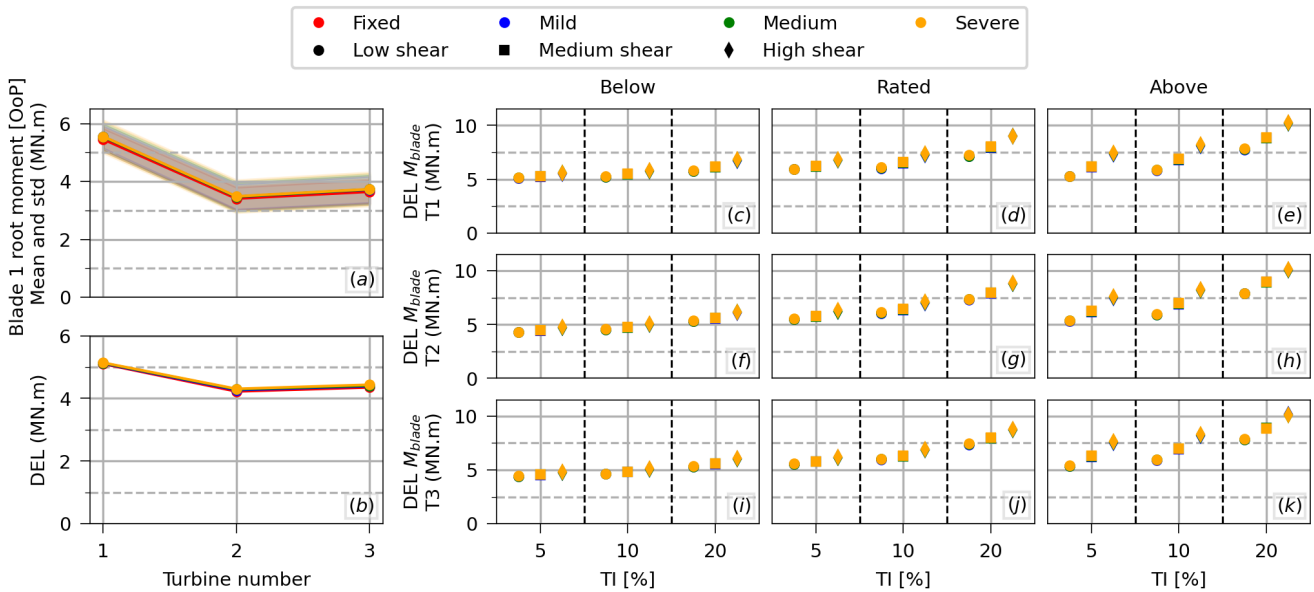 Fixed Mild Medium Severe
Low shear Medium shear High shear
Blade 1 root moment [OoP]
Mean and std (MN.m)
6
4
2
0
(a)
DEL (MN.m)
6
4
2
0
(b)
1 2 3
Turbine number
Below Rated Above
DEL M_blade
T1 (MN.m)
10
5
0
(c) (d) (e)
DEL M_blade
T2 (MN.m)
10
5
0
(f) (g) (h)
DEL M_blade
T3 (MN.m)
10
5
0
(i) (j) (k)
5 10 20 5 10 20 5 10 20
TI [%] TI [%] TI [%]